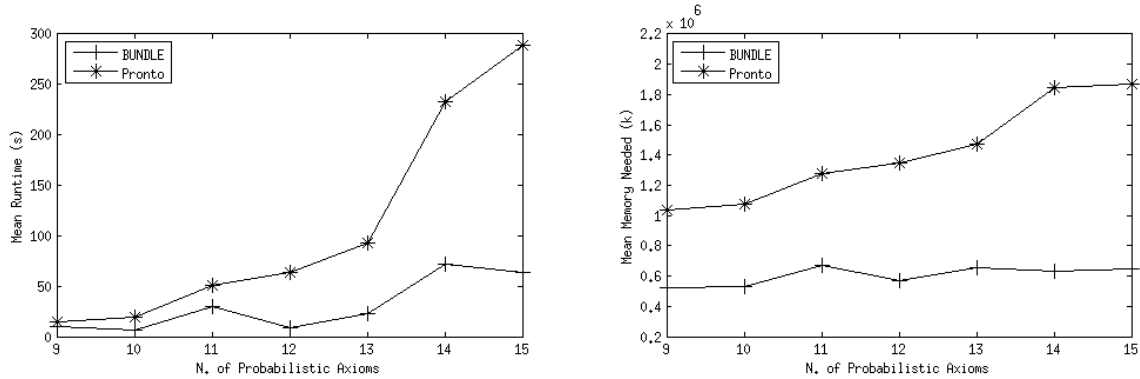 300
250
200
150
100
50
0
Mean Runtime (s)
BUNDLE
Pronto
9 10 11 12 13 14 15
N. of Probabilistic Axioms
x 10^6
2.2
2
1.8
1.6
1.4
1.2
1
0.8
0.6
0.4
0.2
Mean Memory Needed (k)
BUNDLE
Pronto
9 10 11 12 13 14 15
N. of Probabilistic Axioms